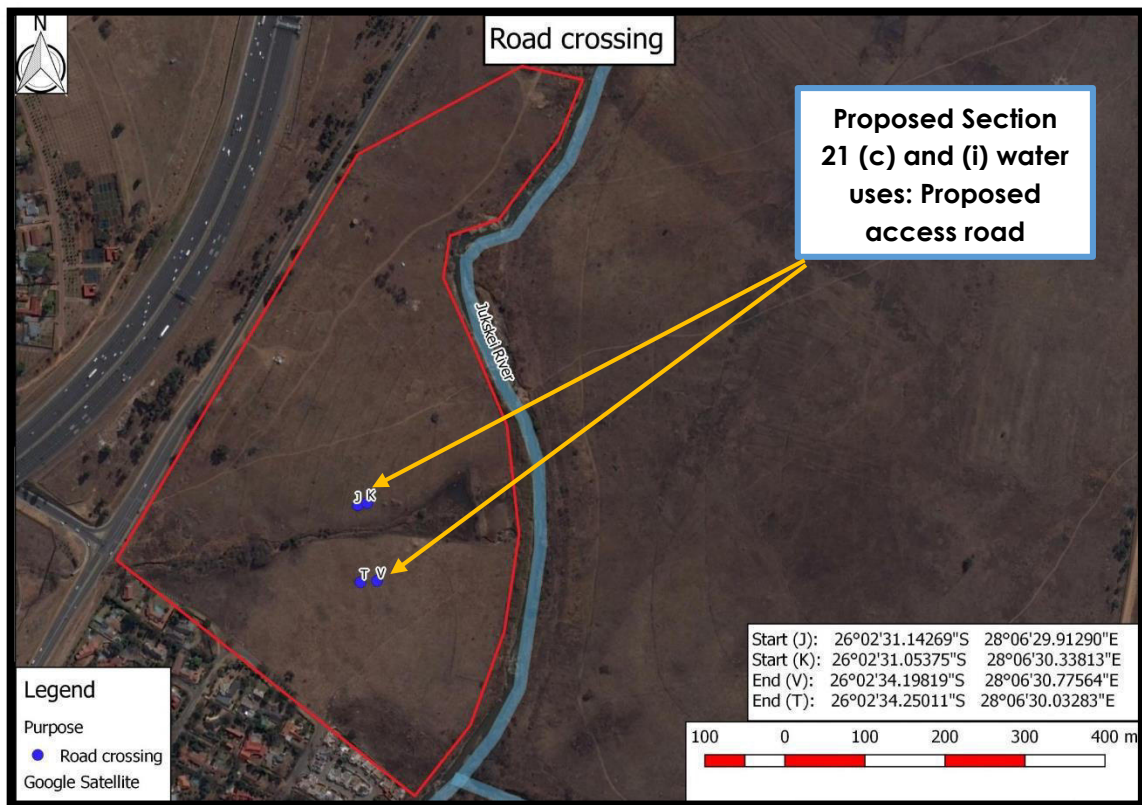 N
Road crossing
Proposed Section
21 (c) and (i) water
uses: Proposed
access road
Jukskei River
J K
T V
Start (J): 26°02'31.14269"S 28°06'29.91290"E
Start (K): 26°02'31.05375"S 28°06'30.33813"E
End (V): 26°02'34.19819"S 28°06'30.77564"E
End (T): 26°02'34.25011"S 28°06'30.03283"E
Legend
Purpose
Road crossing
Google Satellite
100 0 100 200 300 400 m